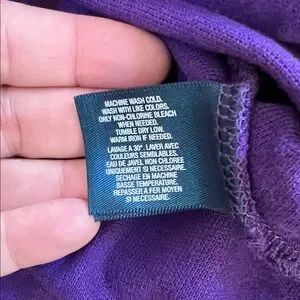 MACHINE WASH COLD.
WASH WITH LIKE COLORS.
ONLY NON-CHLORINE BLEACH
WHEN NEEDED.
TUMBLE DRY LOW.
WARM IRON IF NEEDED.
LAVAGE A 30°. LAVER AVEC
COULEURS SEMBLABLES.
EAU DE JAVEL NON CHLOREE
UNIQUEMENT SI NECESSAIRE.
SECHAGE EN MACHINE
BASSE TEMPERATURE.
REPASSER A FER MOYEN
SI NECESSAIRE.